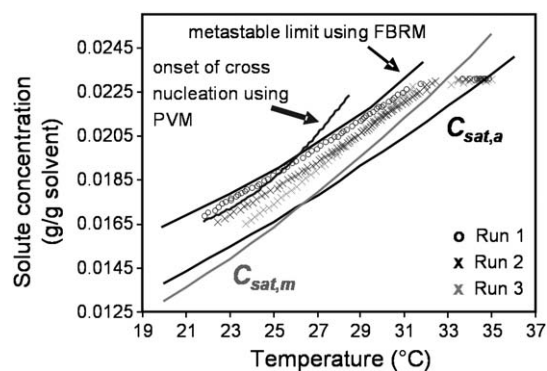 metastable limit using FBRM
onset of cross
nucleation using
PVM
0.0245
0.0225
0.0205
0.0185
0.0165
0.0145
0.0125
Solute concentration
(g/g solvent)
C_sat,a
C_sat,m
o Run 1
x Run 2
x Run 3
19 21 23 25 27 29 31 33 35 37
Temperature (°C)